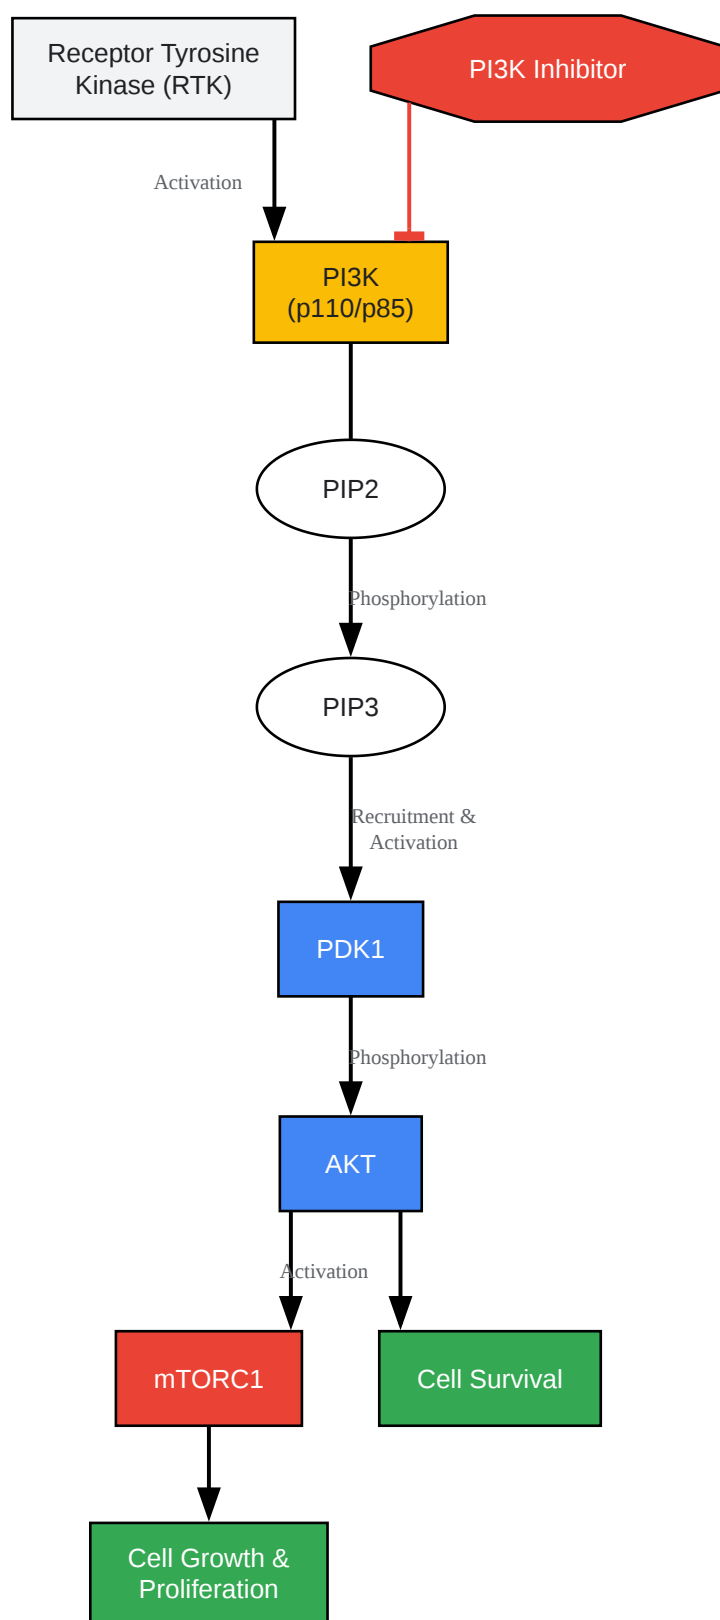 Receptor Tyrosine
Kinase (RTK)
PI3K Inhibitor
Activation
PI3K
(p110/p85)
PIP2
Phosphorylation
PIP3
Recruitment &
Activation
PDK1
Phosphorylation
AKT
Activation
mTORC1
Cell Survival
Cell Growth &
Proliferation